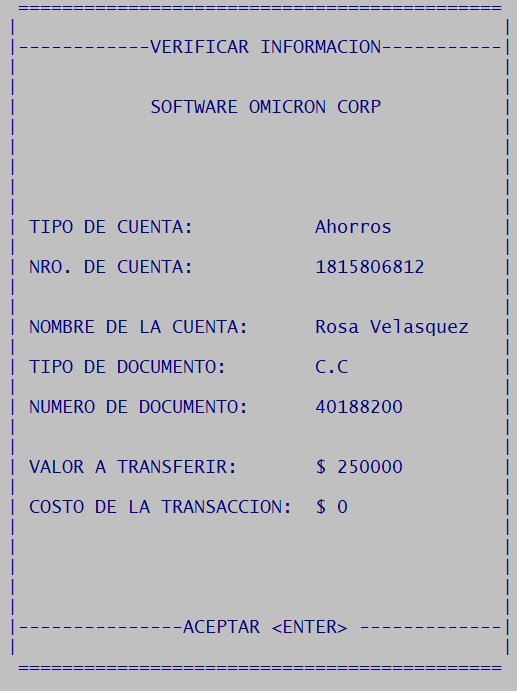 VERIFICAR INFORMACION
SOFTWARE OMICRON CORP
TIPO DE CUENTA: Ahorros
NRO. DE CUENTA: 1815806812
NOMBRE DE LA CUENTA: Rosa Velasquez
TIPO DE DOCUMENTO: C.C
NUMERO DE DOCUMENTO: 40188200
VALOR A TRANSFERIR: $ 250000
COSTO DE LA TRANSACCION: $ 0
ACEPTAR <ENTER>